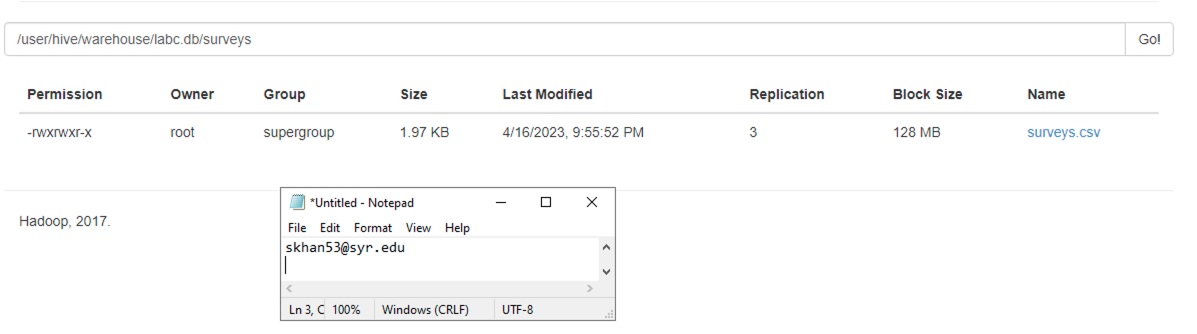 /user/hive/warehouse/labc.db/surveys Go!
Permission Owner Group Size Last Modified Replication Block Size Name
-rwxrwxr-x root supergroup 1.97 KB 4/16/2023, 9:55:52 PM 3 128 MB surveys.csv
Hadoop, 2017.
*Untitled - Notepad
File Edit Format View Help
skhan53@syr.edu
Ln 3, C 100% Windows (CRLF) UTF-8